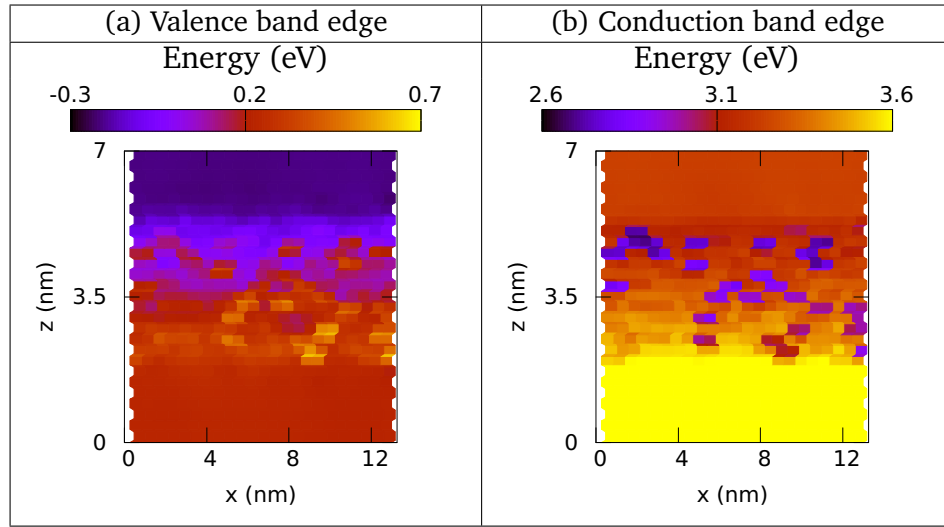 (a) Valence band edge
Energy (eV)
-0.3 0.2 0.7
7
3.5
0
z (nm)
0 4 8 12
x (nm)
(b) Conduction band edge
Energy (eV)
2.6 3.1 3.6
7
3.5
0
z (nm)
0 4 8 12
x (nm)